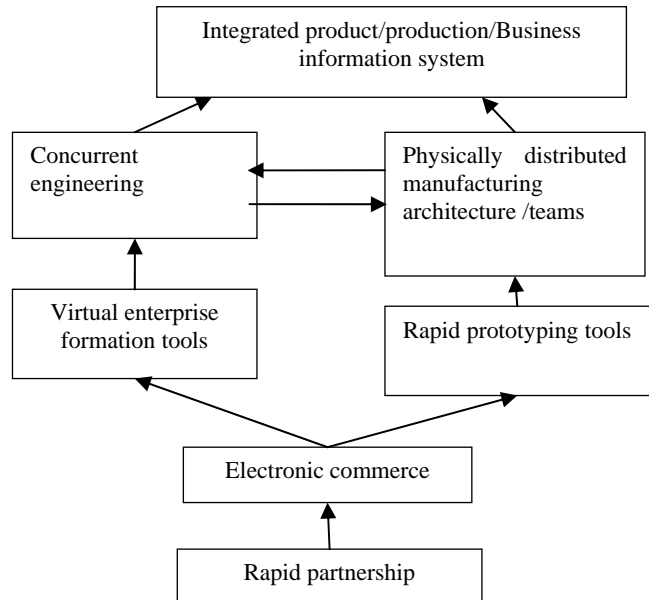 Integrated product/production/Business
information system
Concurrent
engineering
Physically distributed
manufacturing
architecture /teams
Virtual enterprise
formation tools
Rapid prototyping tools
Electronic commerce
Rapid partnership